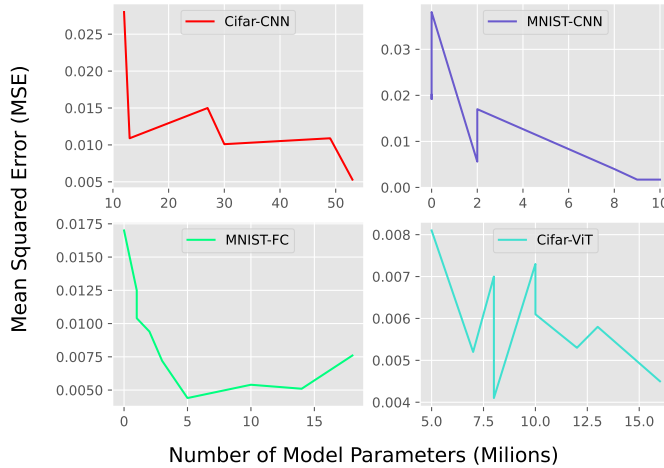 Mean Squared Error (MSE)
Cifar-CNN
0.025
0.020
0.015
0.010
0.005
10 20 30 40 50
MNIST-CNN
0.03
0.02
0.01
0.00
0 2 4 6 8 10
MNIST-FC
0.0175
0.0150
0.0125
0.0100
0.0075
0.0050
0 5 10 15
Cifar-ViT
0.008
0.007
0.006
0.005
0.004
5.0 7.5 10.0 12.5 15.0
Number of Model Parameters (Milions)